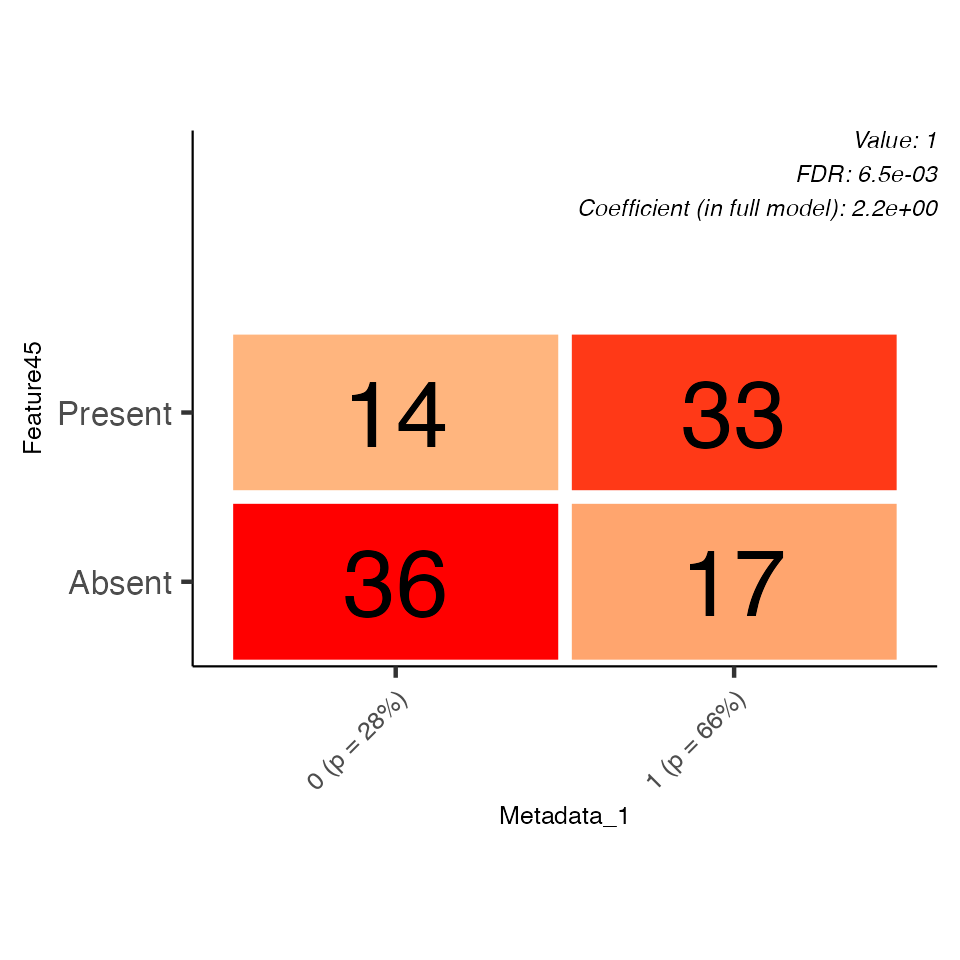 Value: 1
FDR: 6.5e-03
Coefficient (in full model): 2.2e+00
Feature45
Present
14
33
Absent
36
17
0 (p = 28%)
1 (p = 66%)
Metadata_1